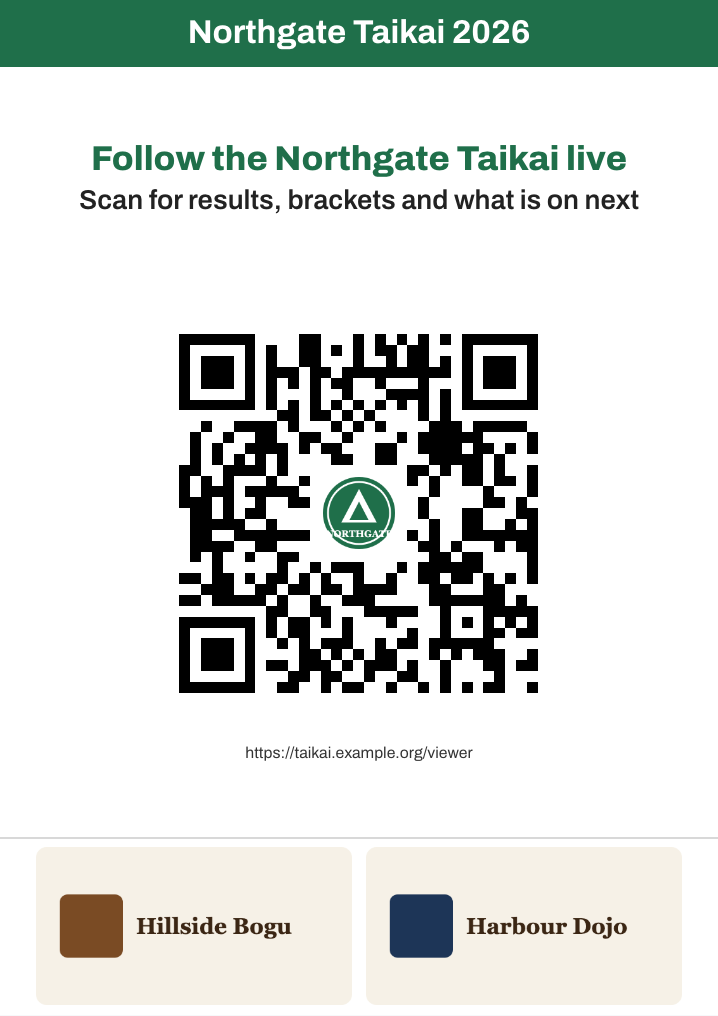 Northgate Taikai 2026
Follow the Northgate Taikai live
Scan for results, brackets and what is on next
NORTHGATE
https://taikai.example.org/viewer
Hillside Bogu
Harbour Dojo